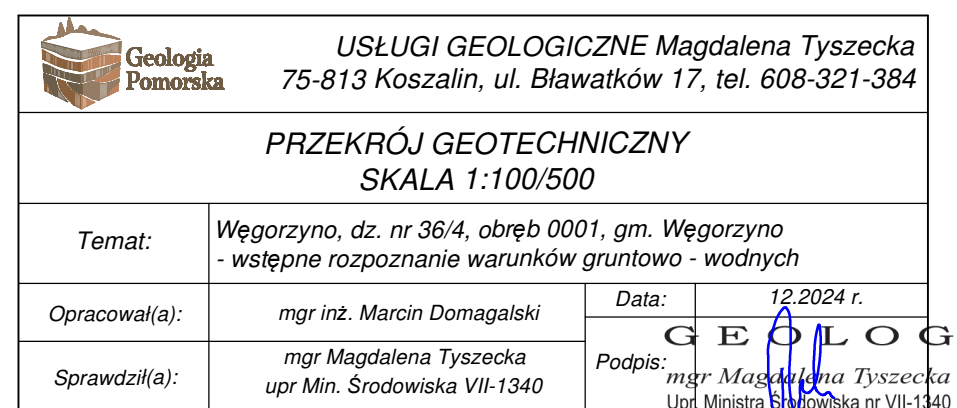 Geologia
Pomorska
USŁUGI GEOLOGICZNE Magdalena Tyszecka
75-813 Koszalin, ul. Bławatków 17, tel. 608-321-384
PRZEKRÓJ GEOTECHNICZNY
SKALA 1:100/500
Temat:
Węgorzyno, dz. nr 36/4, obręb 0001, gm. Węgorzyno
- wstępne rozpoznanie warunków gruntowo - wodnych
Opracował(a):
mgr inż. Marcin Domagalski
Data:
12.2024 r.
Sprawdził(a):
mgr Magdalena Tyszecka
upr Min. Środowiska VII-1340
Podpis:
GEOLOG
mgr Magdalena Tyszecka
Upr. Ministra Środowiska nr VII-1340